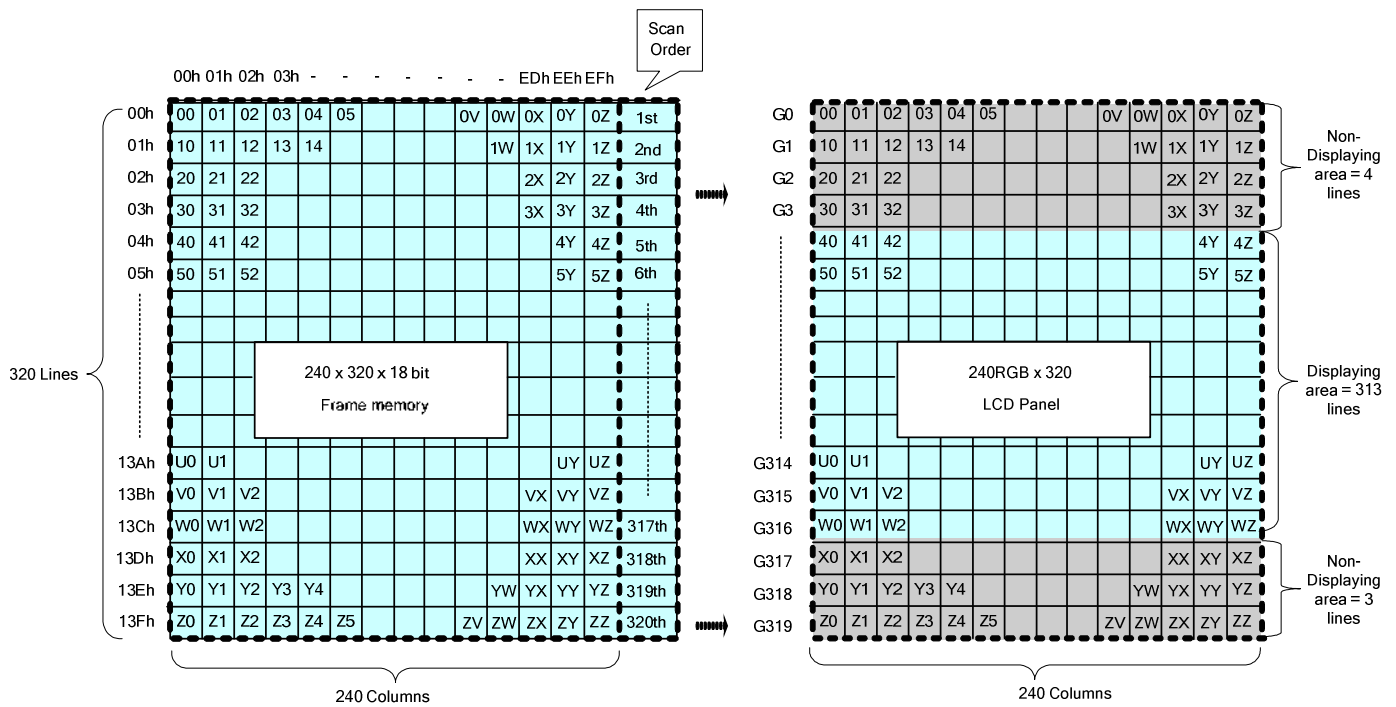 Scan
Order
00h 01h 02h 03h - - - - - - - EDh EEh EFh
320 Lines
00h 00 01 02 03 04 05 0V 0W 0X 0Y 0Z 1st
01h 10 11 12 13 14 1W 1X 1Y 1Z 2nd
02h 20 21 22 2X 2Y 2Z 3rd
03h 30 31 32 3X 3Y 3Z 4th
04h 40 41 42 4Y 4Z 5th
05h 50 51 52 5Y 5Z 6th
240 x 320 x 18 bit
Frame memory
13Ah U0 U1 UY UZ
13Bh V0 V1 V2 VX VY VZ
13Ch W0 W1 W2 WX WY WZ 317th
13Dh X0 X1 X2 XX XY XZ 318th
13Eh Y0 Y1 Y2 Y3 Y4 YW YX YY YZ 319th
13Fh Z0 Z1 Z2 Z3 Z4 Z5 ZV ZW ZX ZY ZZ 320th
240 Columns
G0 00 01 02 03 04 05 0V 0W 0X 0Y 0Z
G1 10 11 12 13 14 1W 1X 1Y 1Z
G2 20 21 22 2X 2Y 2Z
G3 30 31 32 3X 3Y 3Z
40 41 42 4Y 4Z
50 51 52 5Y 5Z
240RGB x 320
LCD Panel
G314 U0 U1 UY UZ
G315 V0 V1 V2 VX VY VZ
G316 W0 W1 W2 WX WY WZ
G317 X0 X1 X2 XX XY XZ
G318 Y0 Y1 Y2 Y3 Y4 YW YX YY YZ
G319 Z0 Z1 Z2 Z3 Z4 Z5 ZV ZW ZX ZY ZZ
240 Columns
Non-
Displaying
area = 4
lines
Displaying
area = 313
lines
Non-
Displaying
area = 3
lines